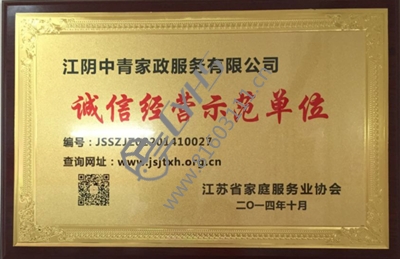 江阴中青家政服务有限公司
诚信经营示范单位
查询网址：www.jsjtxh.org.cn
江苏省家庭服务业协会
二〇一四年十月